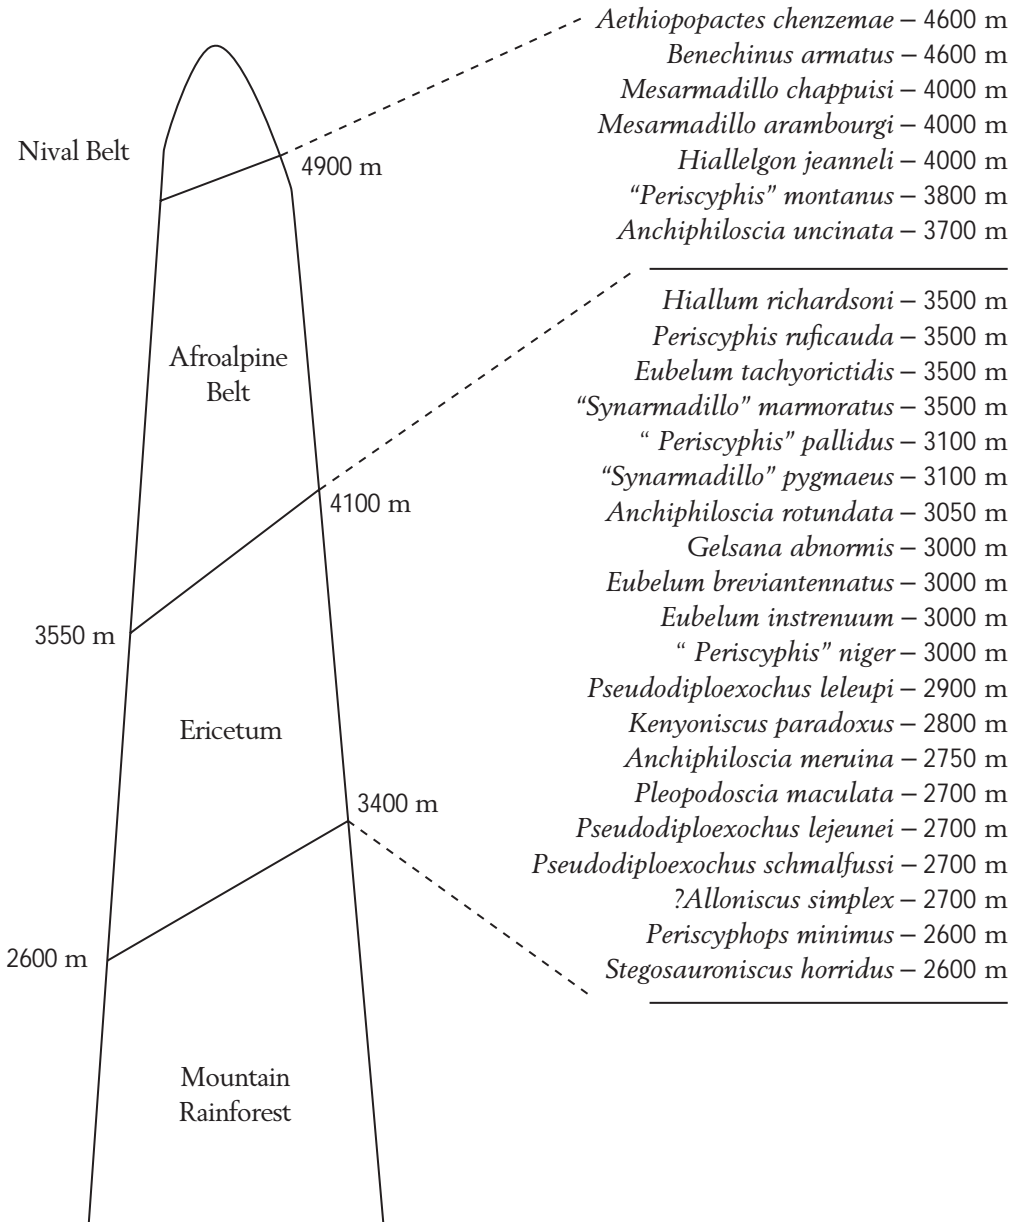 Nival Belt
4900 m
Afroalpine
Belt
4100 m
3550 m
Ericetum
3400 m
2600 m
Mountain
Rainforest
Aethiopopactes chenzemae – 4600 m
Benechinus armatus – 4600 m
Mesarmadillo chappuisi – 4000 m
Mesarmadillo arambourgi – 4000 m
Hiallelgon jeanneli – 4000 m
“Periscyphis” montanus – 3800 m
Anchiphiloscia uncinata – 3700 m
Hiallum richardsoni – 3500 m
Periscyphis ruficauda – 3500 m
Eubelum tachyorictidis – 3500 m
“Synarmadillo” marmoratus – 3500 m
“ Periscyphis” pallidus – 3100 m
“Synarmadillo” pygmaeus – 3100 m
Anchiphiloscia rotundata – 3050 m
Gelsana abnormis – 3000 m
Eubelum breviantennatus – 3000 m
Eubelum instrenuum – 3000 m
“ Periscyphis” niger – 3000 m
Pseudodiploexochus leleupi – 2900 m
Kenyoniscus paradoxus – 2800 m
Anchiphiloscia meruina – 2750 m
Pleopodoscia maculata – 2700 m
Pseudodiploexochus lejeunei – 2700 m
Pseudodiploexochus schmalfussi – 2700 m
?Alloniscus simplex – 2700 m
Periscyphops minimus – 2600 m
Stegosauroniscus horridus – 2600 m